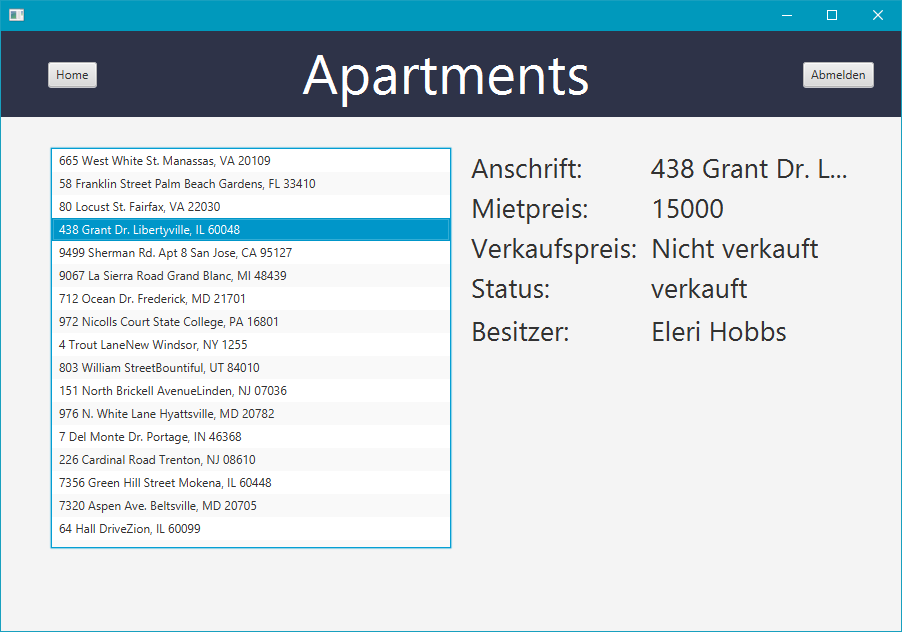 Home
Apartments
Abmelden
665 West White St. Manassas, VA 20109
58 Franklin Street Palm Beach Gardens, FL 33410
80 Locust St. Fairfax, VA 22030
438 Grant Dr. Libertyville, IL 60048
9499 Sherman Rd. Apt 8 San Jose, CA 95127
9067 La Sierra Road Grand Blanc, MI 48439
712 Ocean Dr. Frederick, MD 21701
972 Nicolls Court State College, PA 16801
4 Trout LaneNew Windsor, NY 1255
803 William StreetBountiful, UT 84010
151 North Brickell AvenueLinden, NJ 07036
976 N. White Lane Hyattsville, MD 20782
7 Del Monte Dr. Portage, IN 46368
226 Cardinal Road Trenton, NJ 08610
7356 Green Hill Street Mokena, IL 60448
7320 Aspen Ave. Beltsville, MD 20705
64 Hall DriveZion, IL 60099
Anschrift: 438 Grant Dr. L...
Mietpreis: 15000
Verkaufspreis: Nicht verkauft
Status: verkauft
Besitzer: Eleri Hobbs